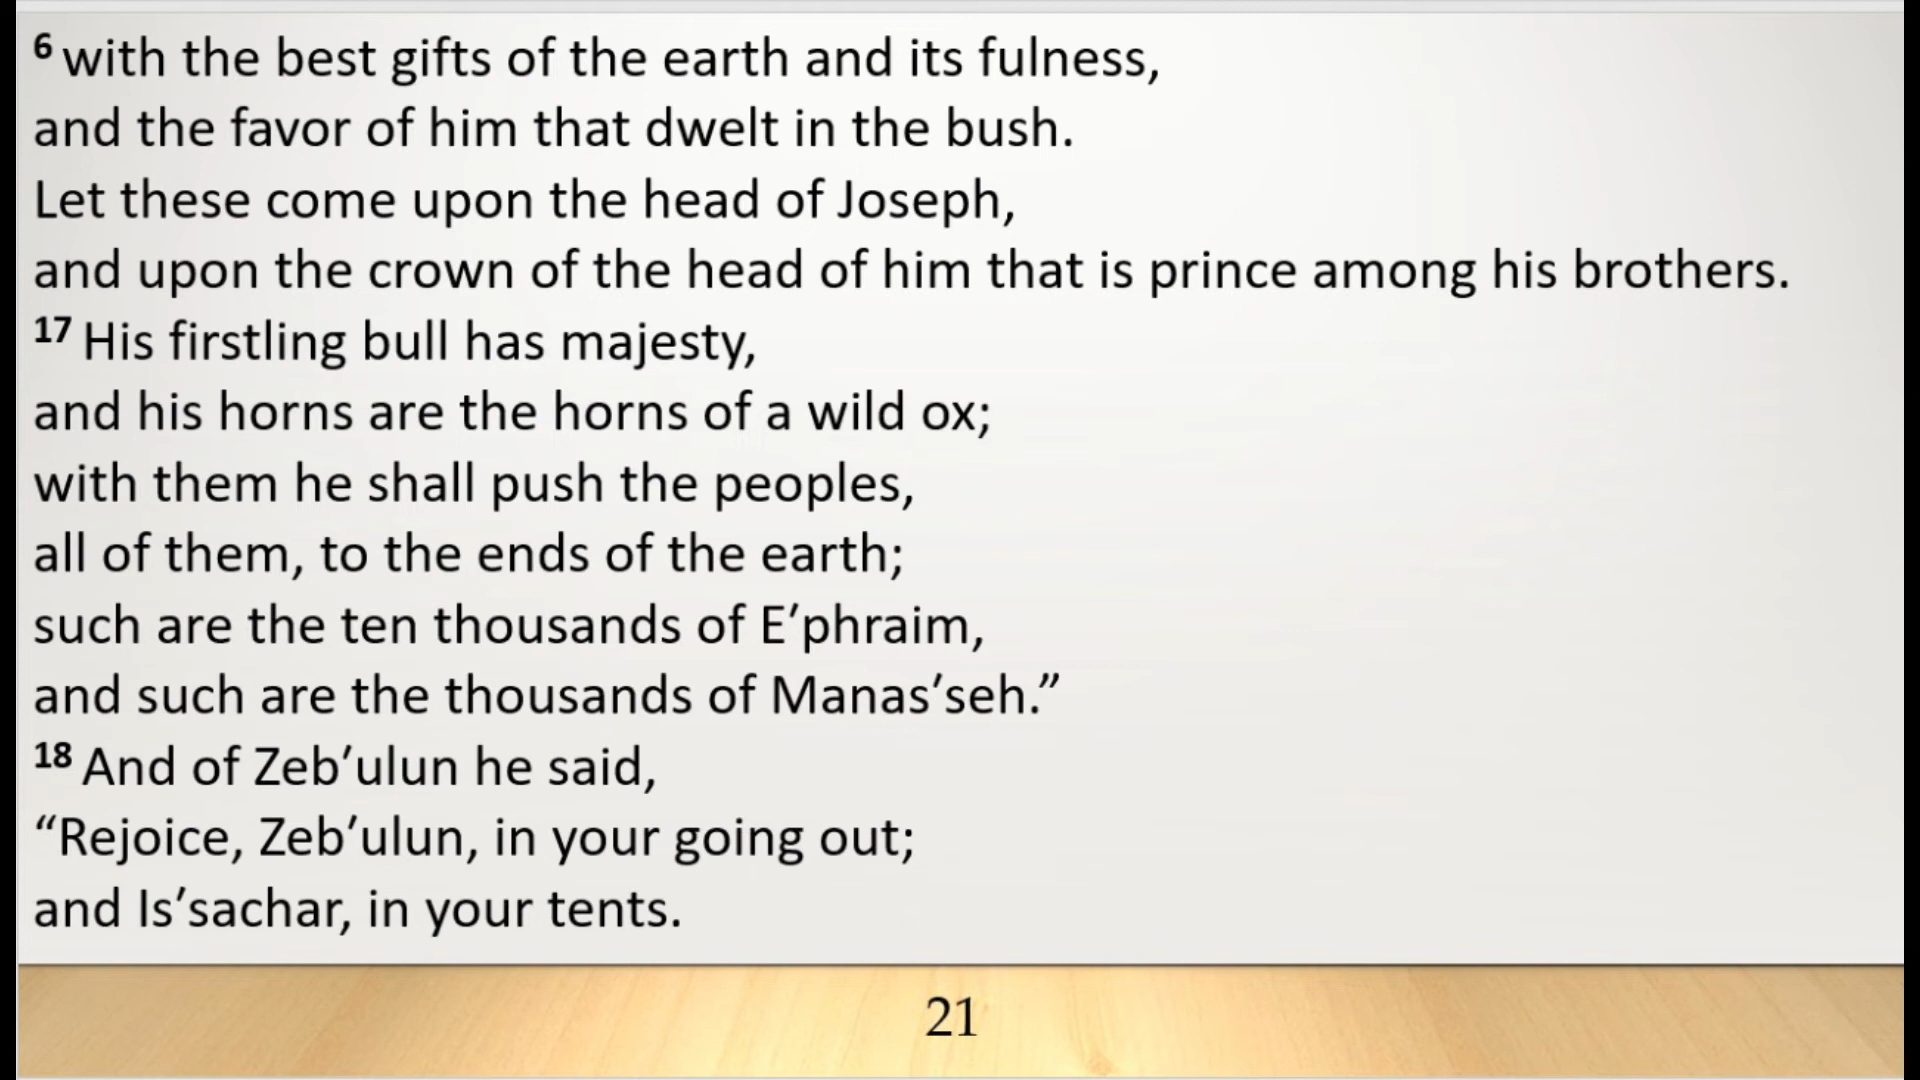 6 with the best gifts of the earth and its fulness,
and the favor of him that dwelt in the bush.
Let these come upon the head of Joseph,
and upon the crown of the head of him that is prince among his brothers.
17 His firstling bull has majesty,
and his horns are the horns of a wild ox;
with them he shall push the peoples,
all of them, to the ends of the earth;
such are the ten thousands of E′phraim,
and such are the thousands of Manas′seh.”
18 And of Zeb′ulun he said,
“Rejoice, Zeb′ulun, in your going out;
and Is′sachar, in your tents.
21